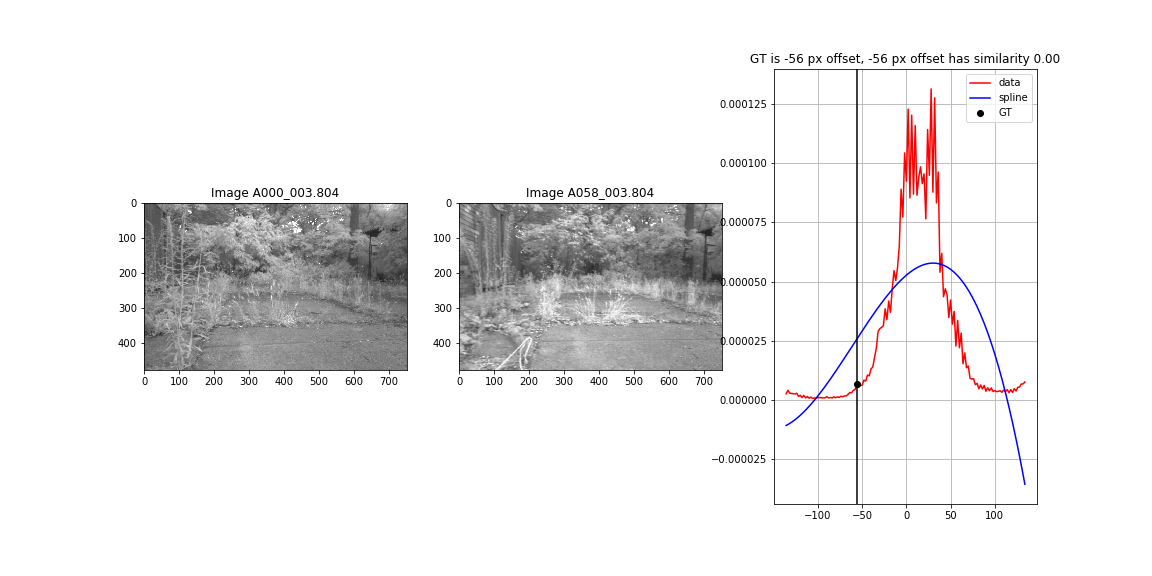 Image A000_003.804
0
100
200
300
400
0 100 200 300 400 500 600 700
Image A058_003.804
0
100
200
300
400
0 100 200 300 400 500 600 700
GT is -56 px offset, -56 px offset has similarity 0.00
data
spline
GT
0.000125
0.000100
0.000075
0.000050
0.000025
0.000000
−0.000025
−100 −50 0 50 100